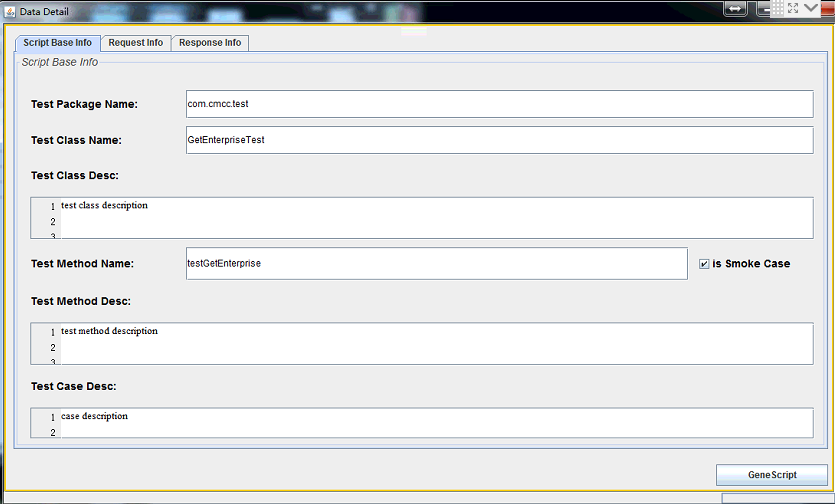 Data Detail
Script Base Info Request Info Response Info
Script Base Info
Test Package Name: com.cmcc.test
Test Class Name: GetEnterpriseTest
Test Class Desc:
1 test class description
2
3
Test Method Name: testGetEnterprise is Smoke Case
Test Method Desc:
1 test method description
2
3
Test Case Desc:
1 case description
2
GeneScript